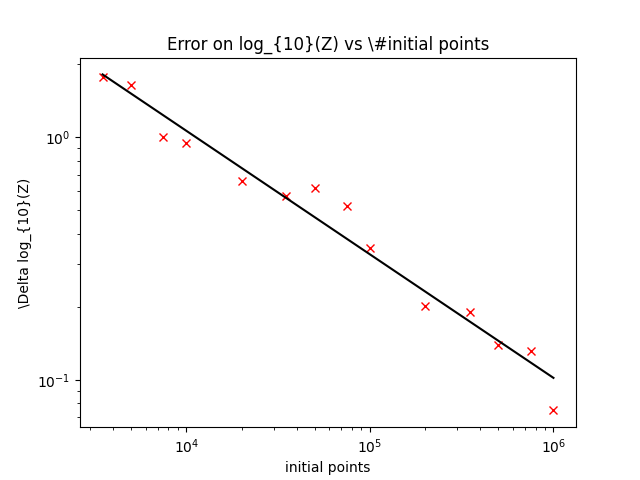 Error on log_{10}(Z) vs \#initial points
\Delta log_{10}(Z)
10^0
10^{-1}
10^4
10^5
10^6
initial points